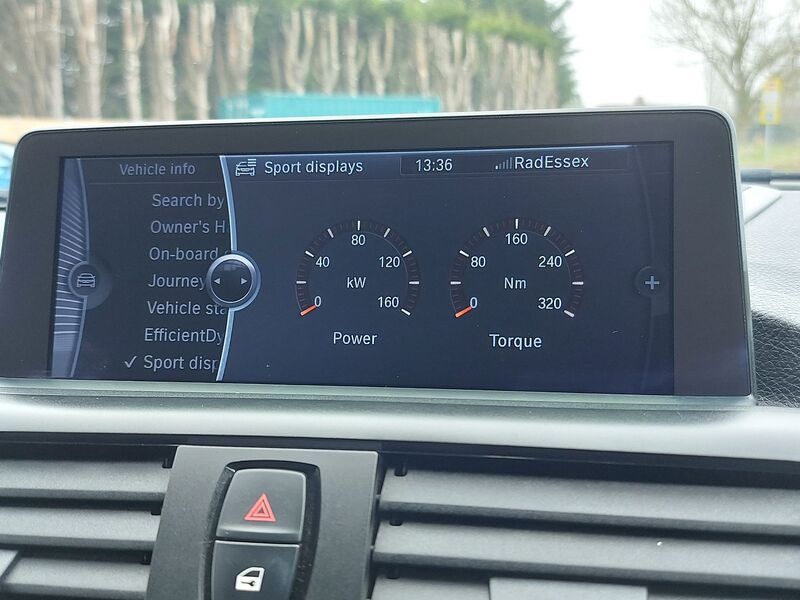 Vehicle info
Sport displays
13:36
RadEssex
Search by
Owner's H
On-board
Journey
Vehicle sta
EfficientDy
✓ Sport disp
0
40
80
120
160
kW
Power
0
80
160
240
320
Nm
Torque
+